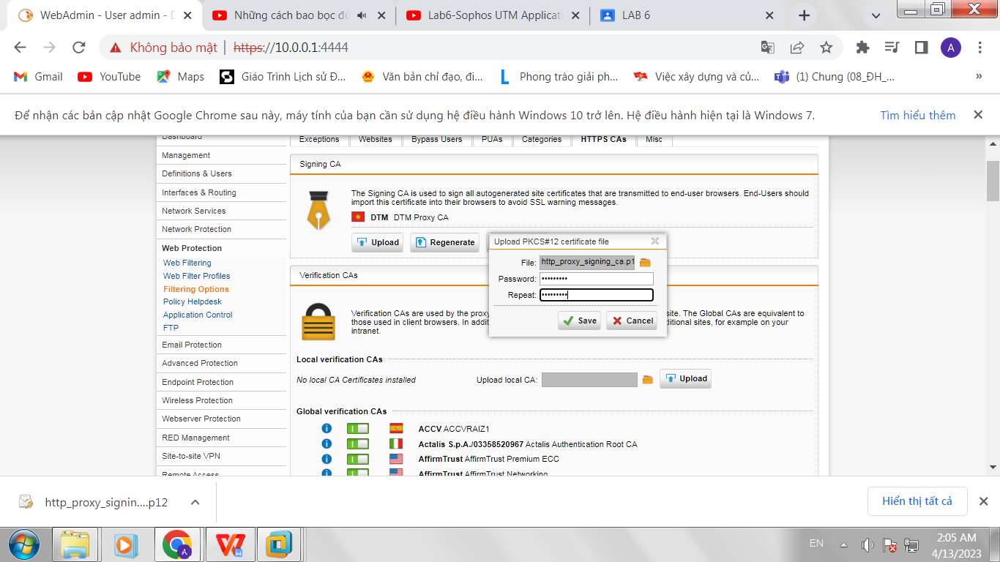 WebAdmin - User admin - D
Những cách bao bọc đú
Lab6-Sophos UTM Applicati
LAB 6
Không bảo mật | https://10.0.0.1:4444
A
Gmail
YouTube
Maps
Giáo Trình Lịch sử Đ...
Văn bản chỉ đạo, đi...
Phong trào giải ph...
Việc xây dựng và củ...
(1) Chung (08_ĐH_...
»
Để nhận các bản cập nhật Google Chrome sau này, máy tính của bạn cần sử dụng hệ điều hành Windows 10 trở lên. Hệ điều hành hiện tại là Windows 7.
Tìm hiểu thêm
Dashboard
Management
Definitions & Users
Interfaces & Routing
Network Services
Network Protection
Web Protection
Web Filtering
Web Filter Profiles
Filtering Options
Policy Helpdesk
Application Control
FTP
Email Protection
Advanced Protection
Endpoint Protection
Wireless Protection
Webserver Protection
RED Management
Site-to-site VPN
Remote Access
Exceptions
Websites
Bypass Users
PUAs
Categories
HTTPS CAs
Misc
Signing CA
The Signing CA is used to sign all autogenerated site certificates that are transmitted to end-user browsers. End-Users should
import this certificate into their browsers to avoid SSL warning messages.
DTM DTM Proxy CA
Upload
Regenerate
Upload PKCS#12 certificate file
File: http_proxy_signing_ca.p1
Password: •••••••••
Repeat: •••••••••
Save
Cancel
Verification CAs
Verification CAs are used by the proxy
site. The Global CAs are equivalent to
those used in client browsers. In addit
ditional sites, for example on your
intranet.
Local verification CAs
No local CA Certificates installed
Upload local CA:
Upload
Global verification CAs
ACCV ACCVRAIZ1
Actalis S.p.A./03358520967 Actalis Authentication Root CA
AffirmTrust AffirmTrust Premium ECC
AffirmTrust AffirmTrust Networking
http_proxy_signin....p12
Hiển thị tất cả
EN
2:05 AM
4/13/2023